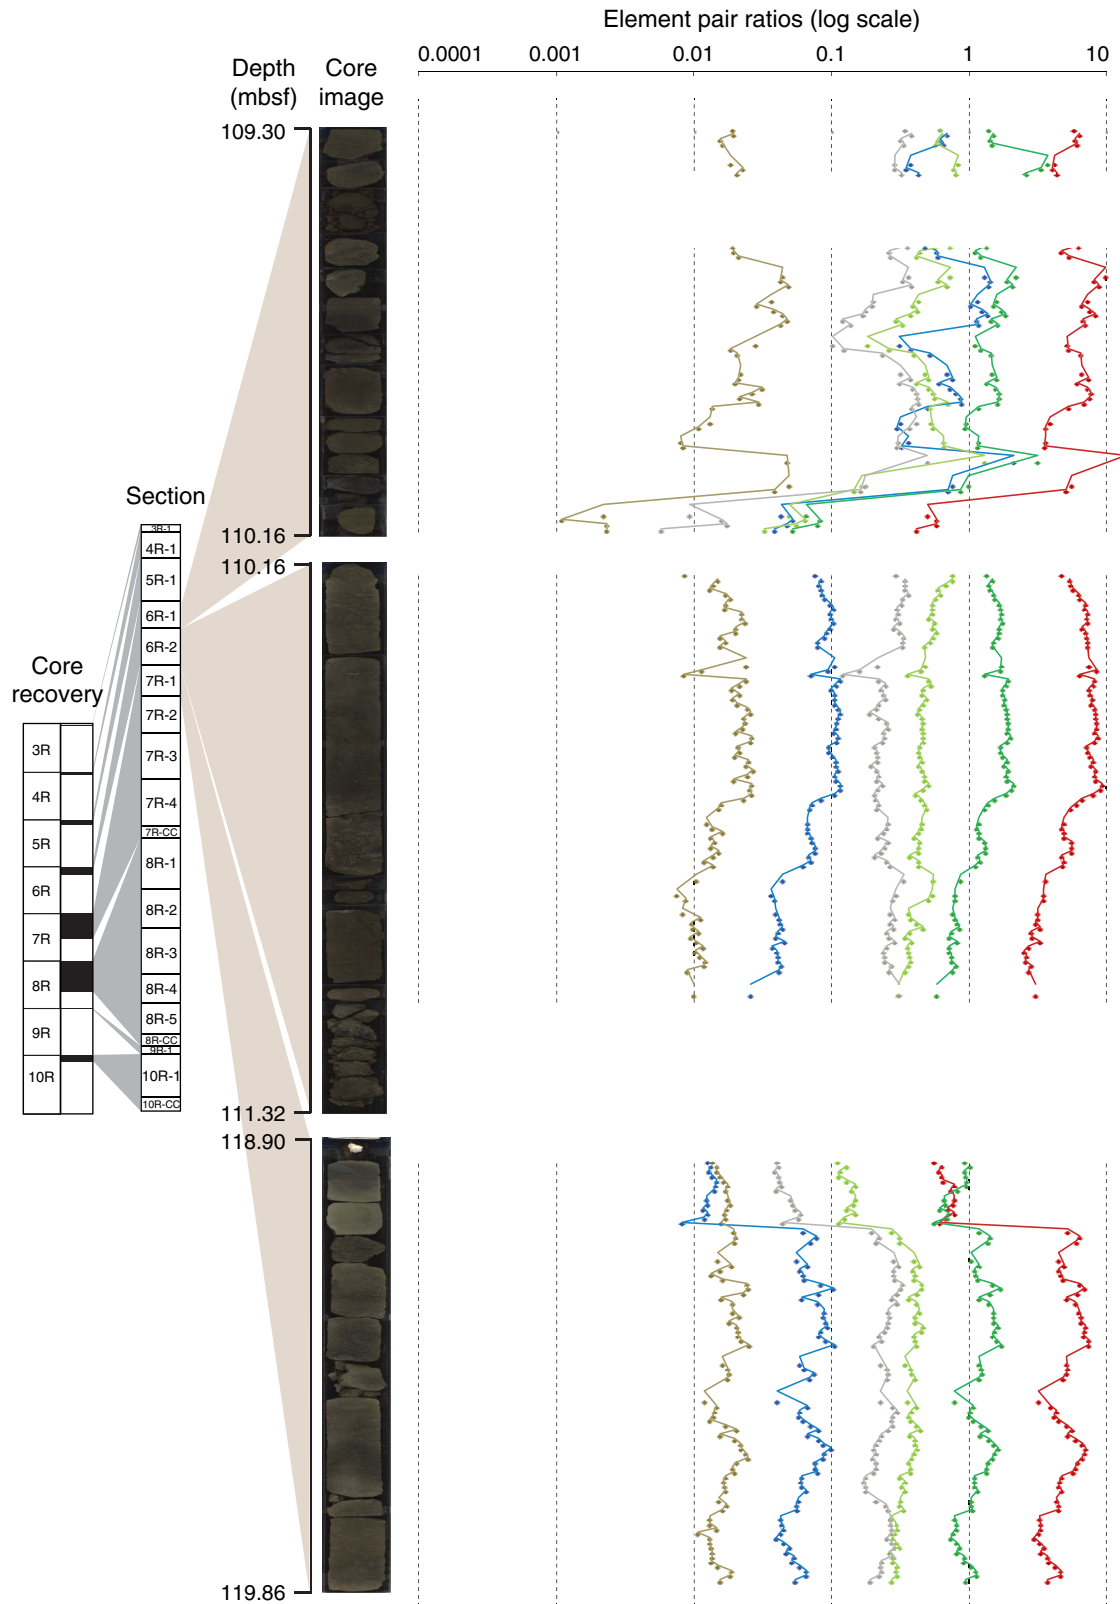 Element pair ratios (log scale)
0.0001 0.001 0.01 0.1 1 10
Depth (mbsf)
Core image
109.30
110.16
110.16
111.32
118.90
119.86
Section
3R-1
4R-1
5R-1
6R-1
6R-2
7R-1
7R-2
7R-3
7R-4
7R-CC
8R-1
8R-2
8R-3
8R-4
8R-5
8R-CC
9R-1
10R-1
10R-CC
Core recovery
3R
4R
5R
6R
7R
8R
9R
10R